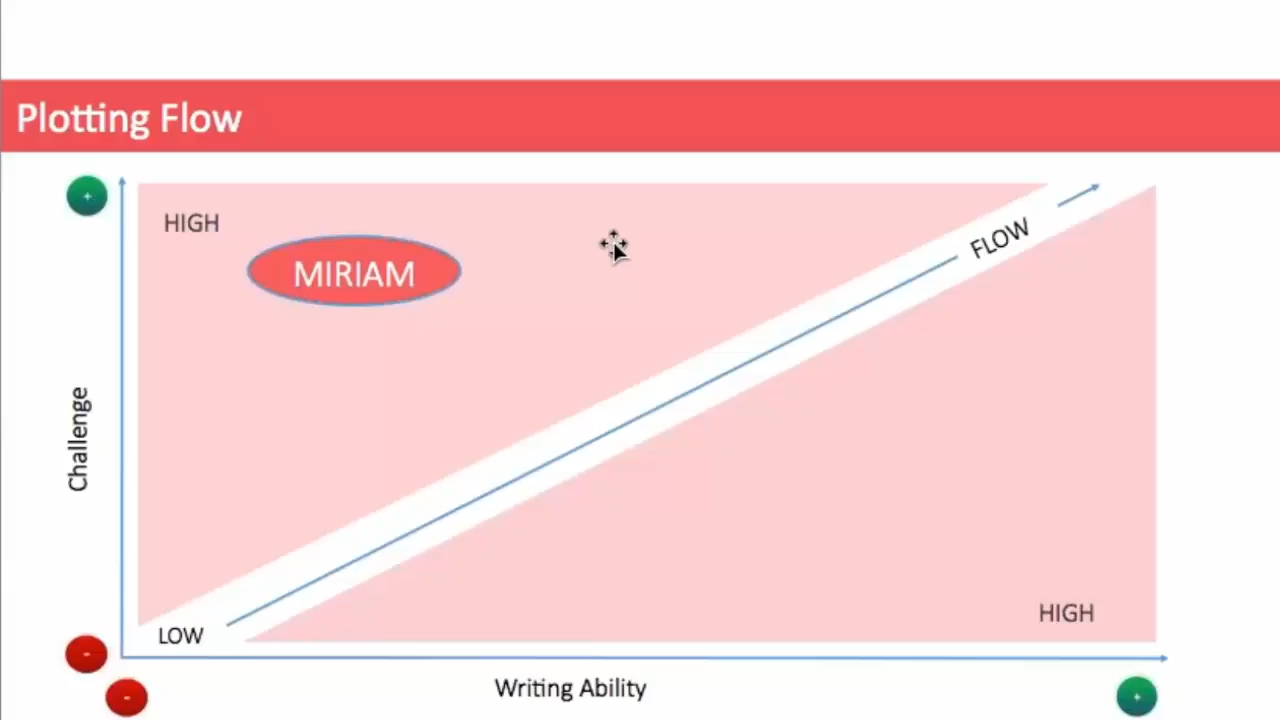 Plotting Flow
+
HIGH
MIRIAM
FLOW
Challenge
HIGH
LOW
-
-
Writing Ability
+